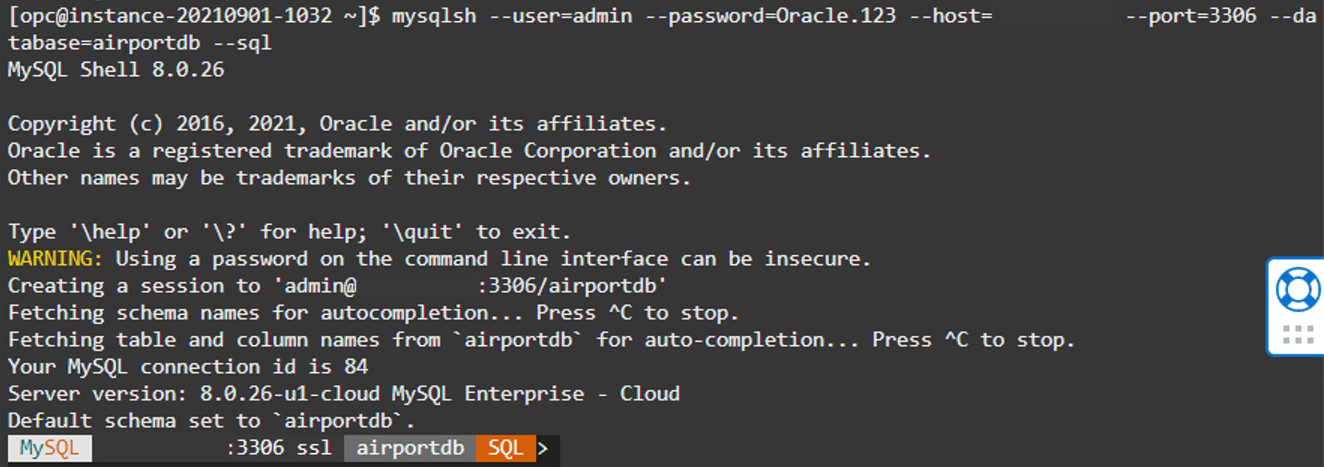 [opc@instance-20210901-1032 ~]$ mysqlsh --user=admin --password=Oracle.123 --host= --port=3306 --da
tabase=airportdb --sql
MySQL Shell 8.0.26
Copyright (c) 2016, 2021, Oracle and/or its affiliates.
Oracle is a registered trademark of Oracle Corporation and/or its affiliates.
Other names may be trademarks of their respective owners.
Type '\help' or '\?' for help; '\quit' to exit.
WARNING: Using a password on the command line interface can be insecure.
Creating a session to 'admin@ :3306/airportdb'
Fetching schema names for autocompletion... Press ^C to stop.
Fetching table and column names from `airportdb` for auto-completion... Press ^C to stop.
Your MySQL connection id is 84
Server version: 8.0.26-u1-cloud MySQL Enterprise - Cloud
Default schema set to `airportdb`.
MySQL :3306 ssl airportdb SQL >